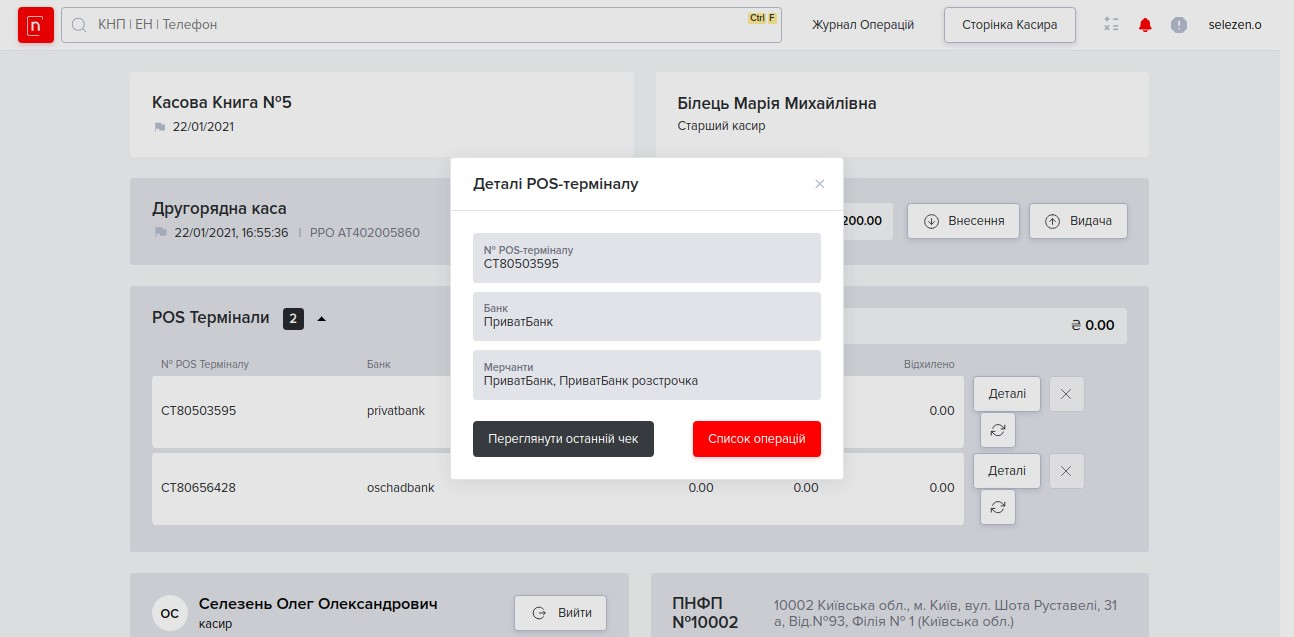 n
КНП | ЕН | Телефон
Ctrl F
Журнал Операцій
Сторінка Касира
selezen.o
Касова Книга №5
22/01/2021
Білець Марія Михайлівна
Старший касир
Другорядна каса
22/01/2021, 16:55:36 | РРО АТ402005860
200.00
Внесення
Видача
POS Термінали 2
₴ 0.00
№ POS Терміналу
Банк
Відхилено
CT80503595
privatbank
0.00
Деталі
CT80656428
oschadbank
0.00
0.00
0.00
Деталі
Деталі POS-терміналу
№ POS-терміналу
CT80503595
Банк
ПриватБанк
Мерчанти
ПриватБанк, ПриватБанк розстрочка
Переглянути останній чек
Список операцій
ОС
Селезень Олег Олександрович
касир
Вийти
ПНФП
№10002
10002 Київська обл., м. Київ, вул. Шота Руставелі, 31
а, Від.№93, Філія № 1 (Київська обл.)